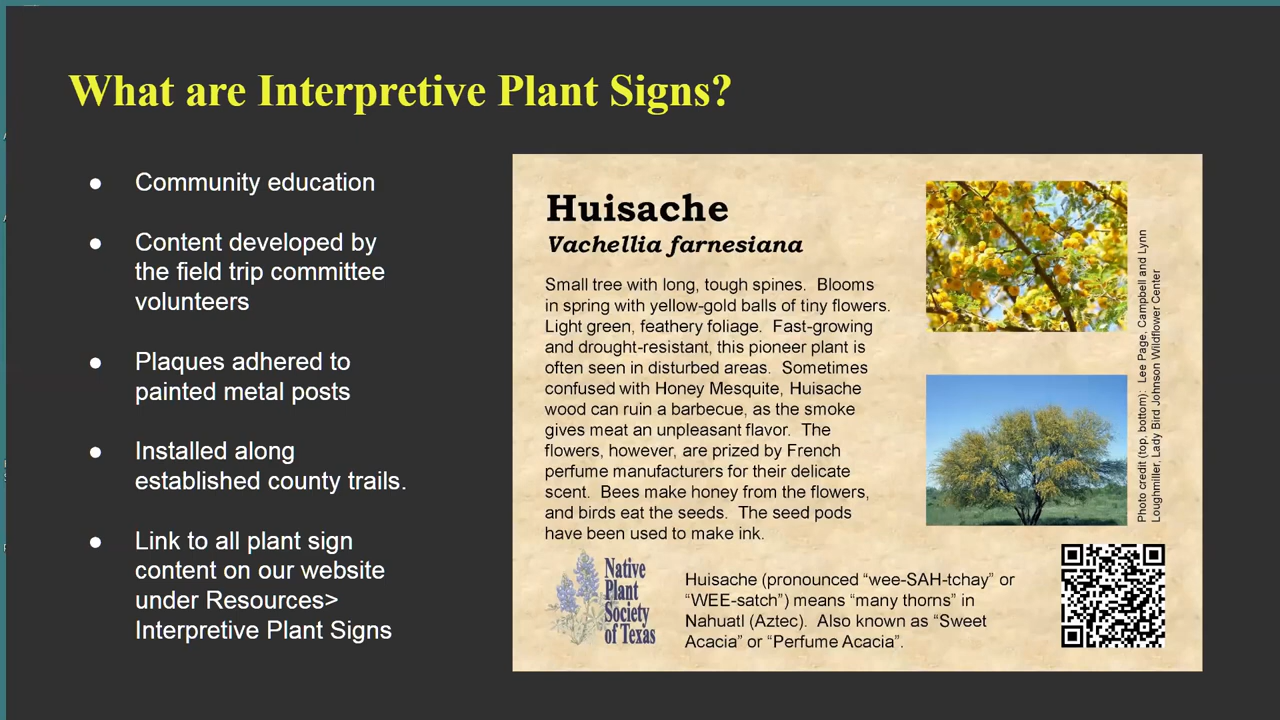 What are Interpretive Plant Signs?
● Community education
● Content developed by
the field trip committee
volunteers
● Plaques adhered to
painted metal posts
● Installed along
established county trails.
● Link to all plant sign
content on our website
under Resources>
Interpretive Plant Signs
Huisache
Vachellia farnesiana
Small tree with long, tough spines.  Blooms
in spring with yellow-gold balls of tiny flowers.
Light green, feathery foliage.  Fast-growing
and drought-resistant, this pioneer plant is
often seen in disturbed areas.  Sometimes
confused with Honey Mesquite, Huisache
wood can ruin a barbecue, as the smoke
gives meat an unpleasant flavor.  The
flowers, however, are prized by French
perfume manufacturers for their delicate
scent.  Bees make honey from the flowers,
and birds eat the seeds.  The seed pods
have been used to make ink.
Photo credit (top, bottom):  Lee Page, Campbell and Lynn
Loughmiller, Lady Bird Johnson Wildflower Center
Native
Plant
Society
of Texas
Huisache (pronounced “wee-SAH-tchay” or
“WEE-satch”) means “many thorns” in
Nahuatl (Aztec).  Also known as “Sweet
Acacia” or “Perfume Acacia”.